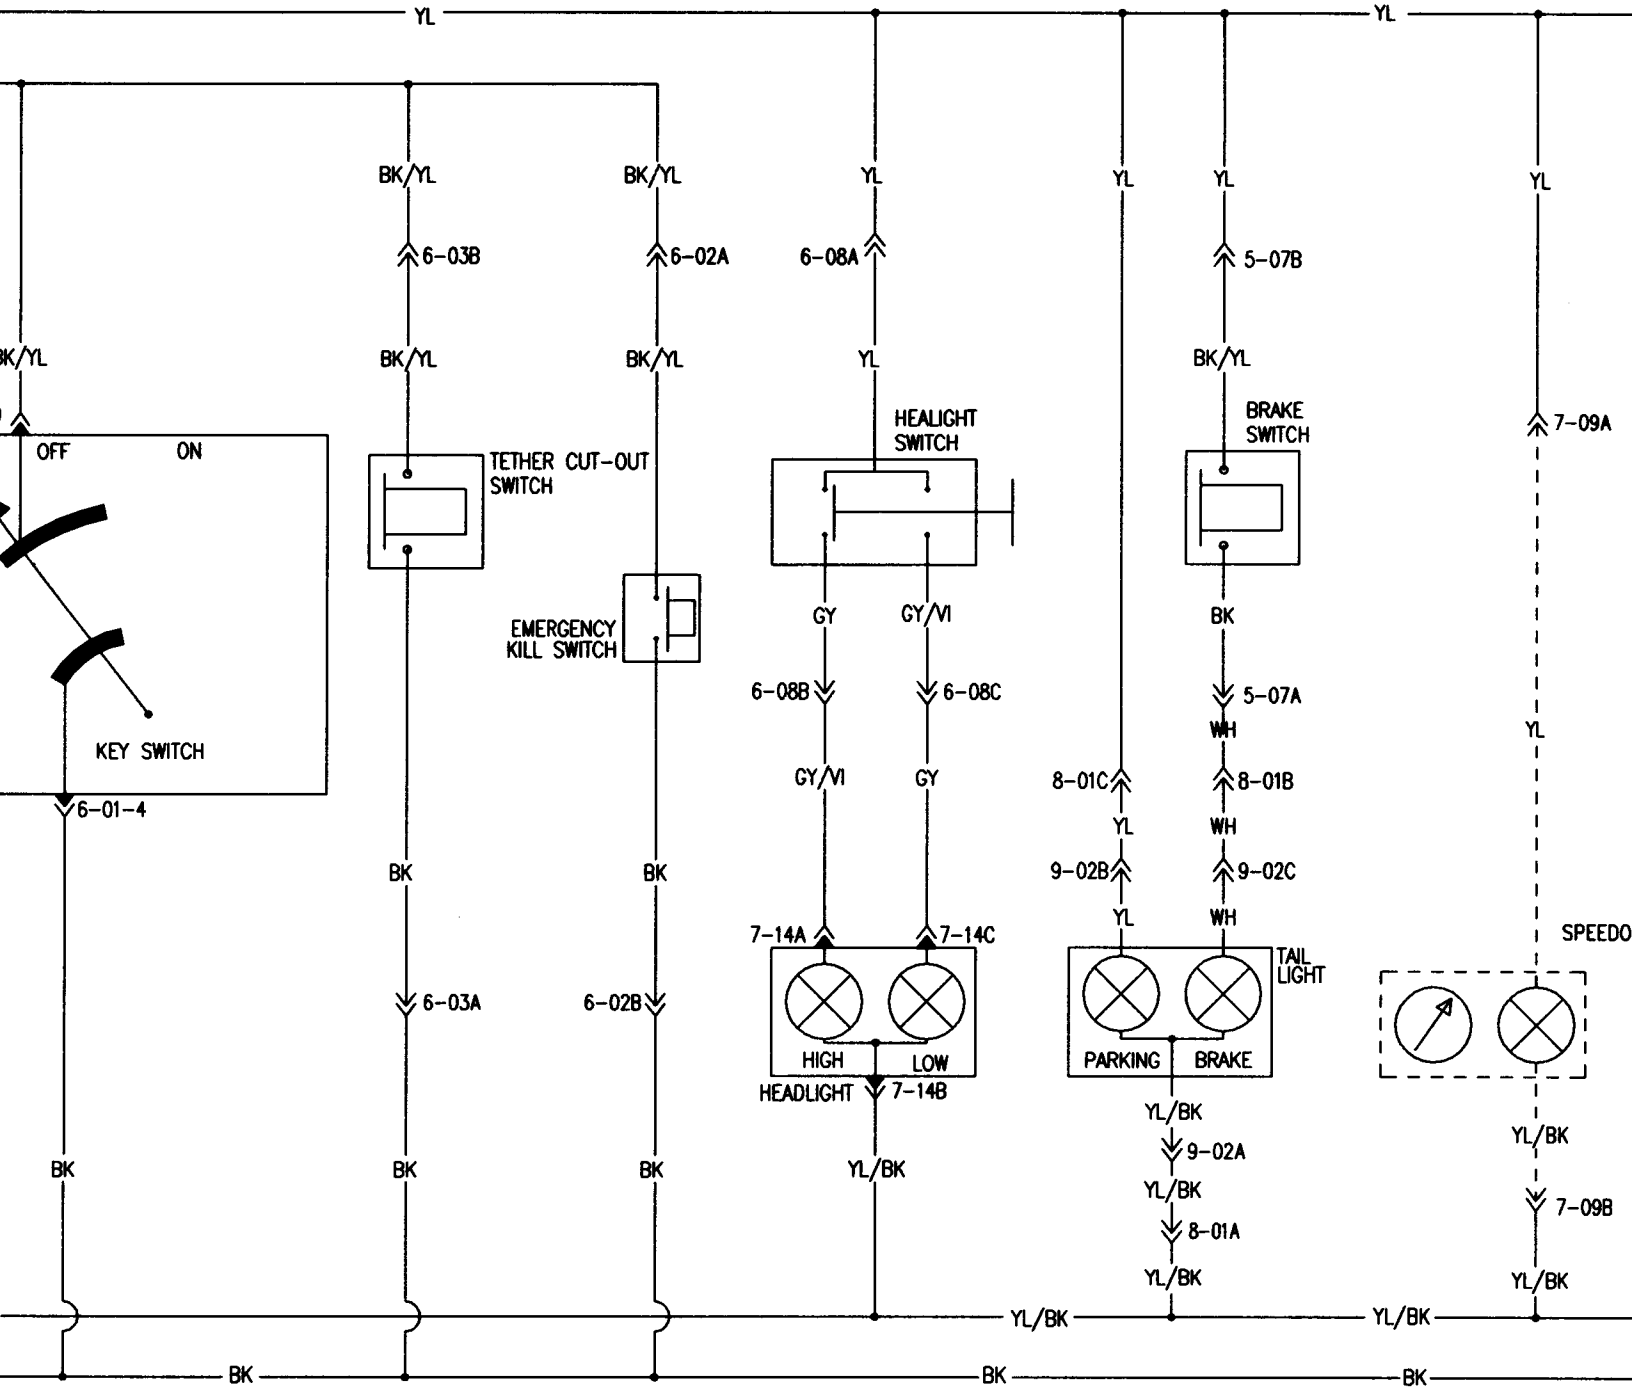 YL
YL
BK/YL
BK/YL
YL
YL
YL
YL
6-03B
6-02A
6-08A
5-07B
BK/YL
BK/YL
BK/YL
YL
BK/YL
HEALIGHT
SWITCH
BRAKE
SWITCH
7-09A
OFF
ON
TETHER CUT-OUT
SWITCH
GY
GY/VI
BK
EMERGENCY
KILL SWITCH
6-08B
6-08C
5-07A
WH
YL
KEY SWITCH
GY/VI
GY
8-01C
8-01B
6-01-4
YL
WH
BK
BK
9-02B
9-02C
YL
WH
7-14A
7-14C
SPEEDO
TAIL
LIGHT
6-03A
6-02B
HIGH
LOW
PARKING
BRAKE
HEADLIGHT
7-14B
YL/BK
YL/BK
9-02A
BK
BK
BK
YL/BK
YL/BK
7-09B
8-01A
YL/BK
YL/BK
YL/BK
YL/BK
BK
BK
BK